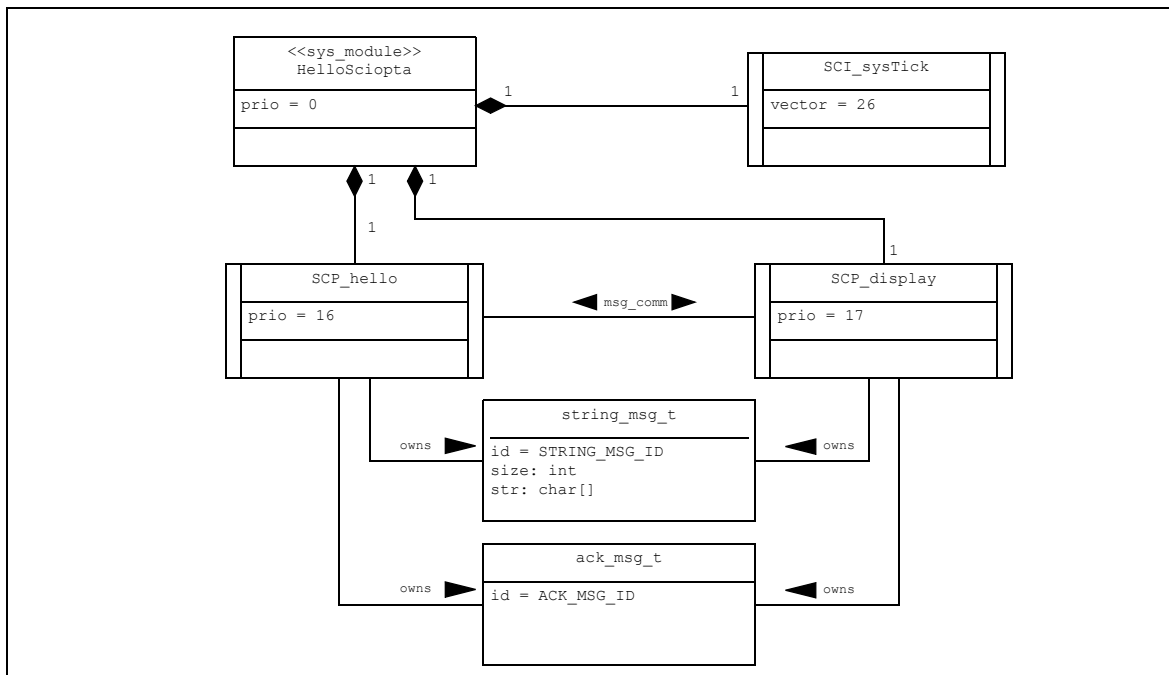 <<sys_module>>
HelloSciopta
prio = 0
1
1
SCI_sysTick
vector = 26
1
1
1
1
SCP_hello
prio = 16
msg_comm
SCP_display
prio = 17
string_msg_t
id = STRING_MSG_ID
size: int
str: char[]
owns
owns
ack_msg_t
id = ACK_MSG_ID
owns
owns